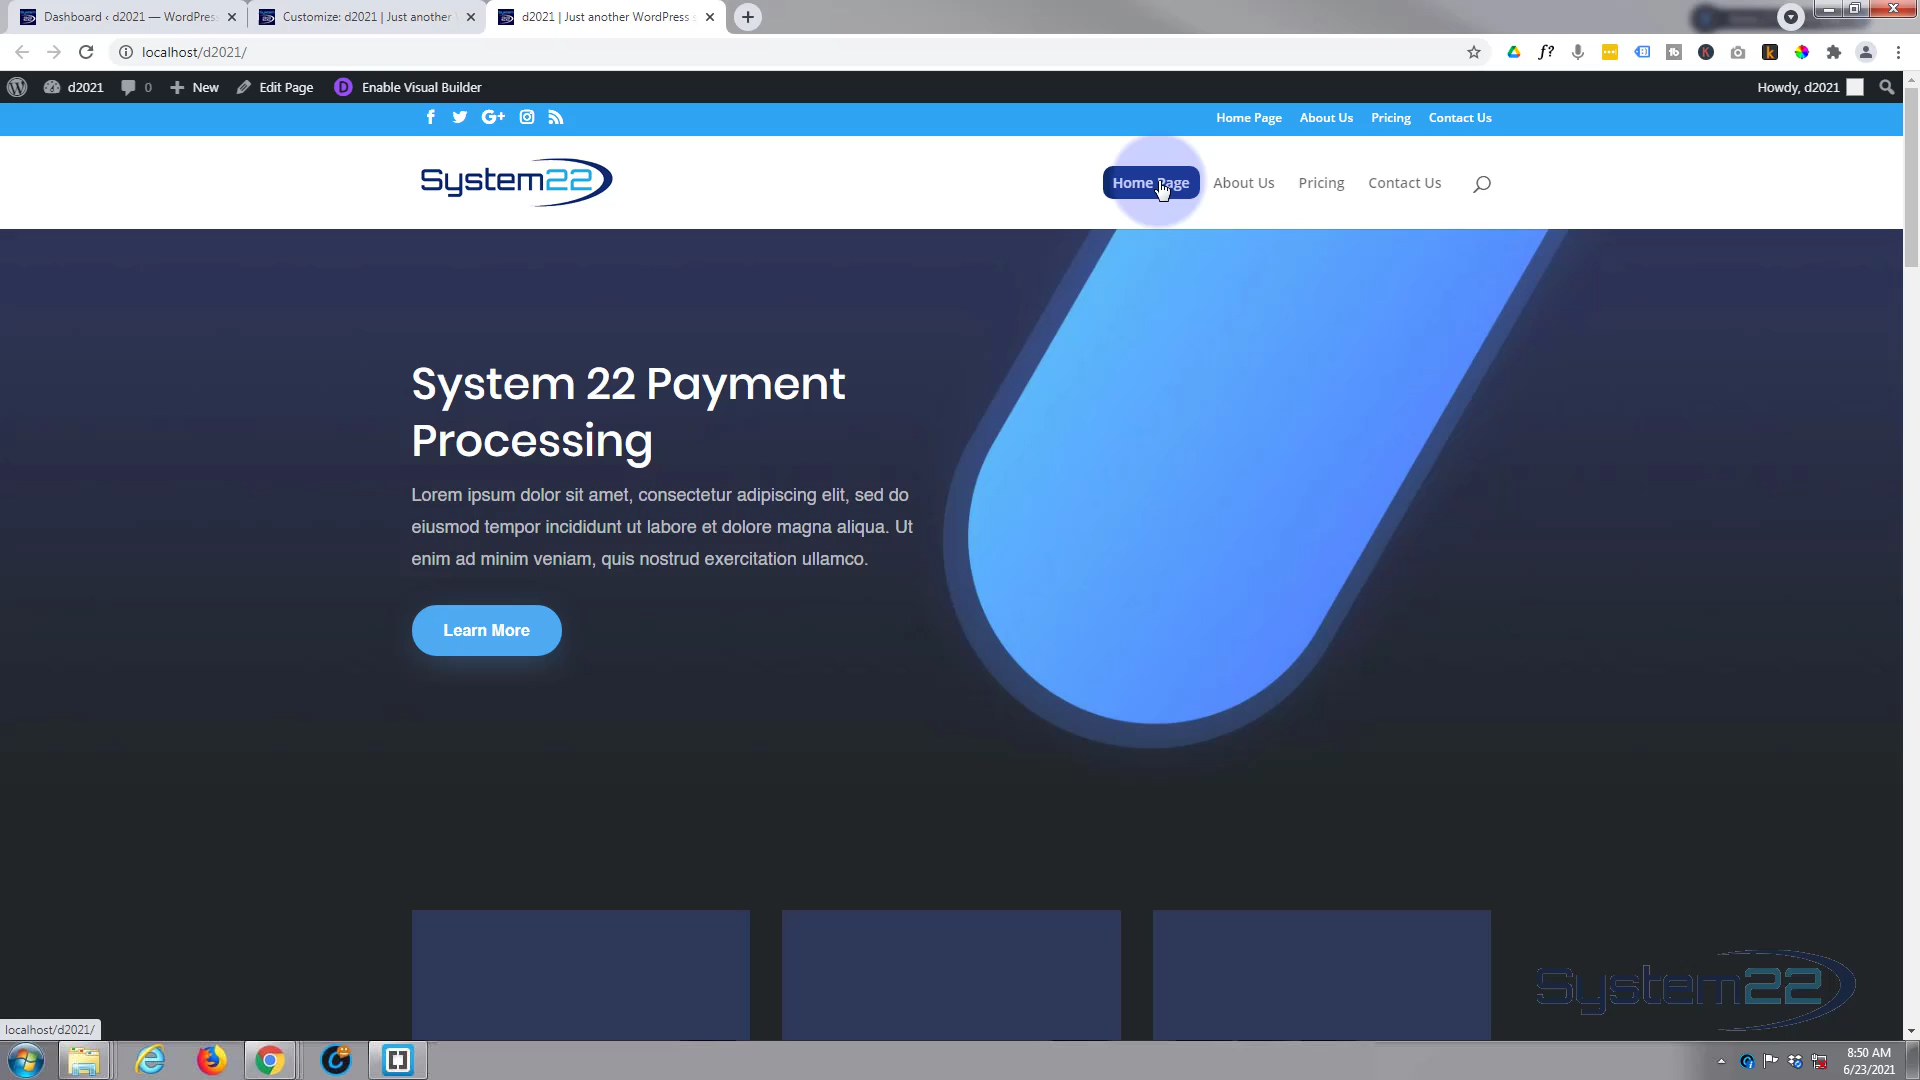 Dashboard ‹ d2021 — WordPress
Customize: d2021 | Just another
d2021 | Just another WordPress s
localhost/d2021/
d2021
0
New
Edit Page
Enable Visual Builder
Howdy, d2021
Home Page
About Us
Pricing
Contact Us
System22
Home Page
About Us
Pricing
Contact Us
System 22 Payment
Processing
Lorem ipsum dolor sit amet, consectetur adipiscing elit, sed do
eiusmod tempor incididunt ut labore et dolore magna aliqua. Ut
enim ad minim veniam, quis nostrud exercitation ullamco.
Learn More
System22
localhost/d2021/
8:50 AM
6/23/2021